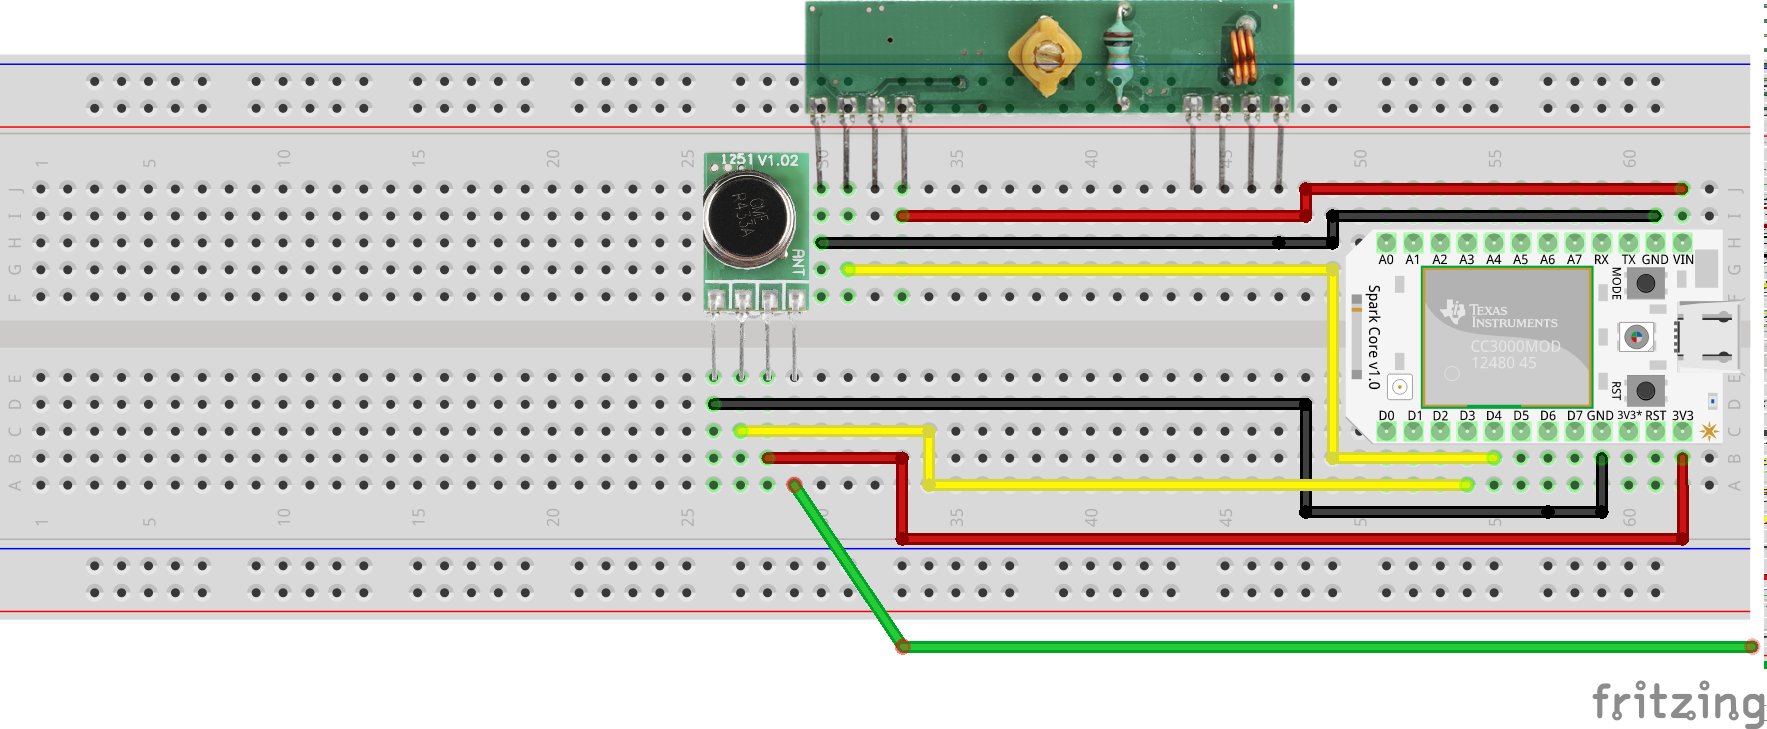 1 5 10 15 20 25 30 35 40 45 50 55 60
J J
I I
H H
G G
F F
E E
D D
C C
B B
A A
1 5 10 15 20 25 30 35 40 45 50 55 60
1251 V1.02
CME
R433A
ANT
A0 A1 A2 A3 A4 A5 A6 A7 RX TX GND VIN
MODE
Spark Core v1.0
TEXAS
INSTRUMENTS
CC3000MOD
12480 45
RST
D0 D1 D2 D3 D4 D5 D6 D7 GND 3V3* RST 3V3
fritzing